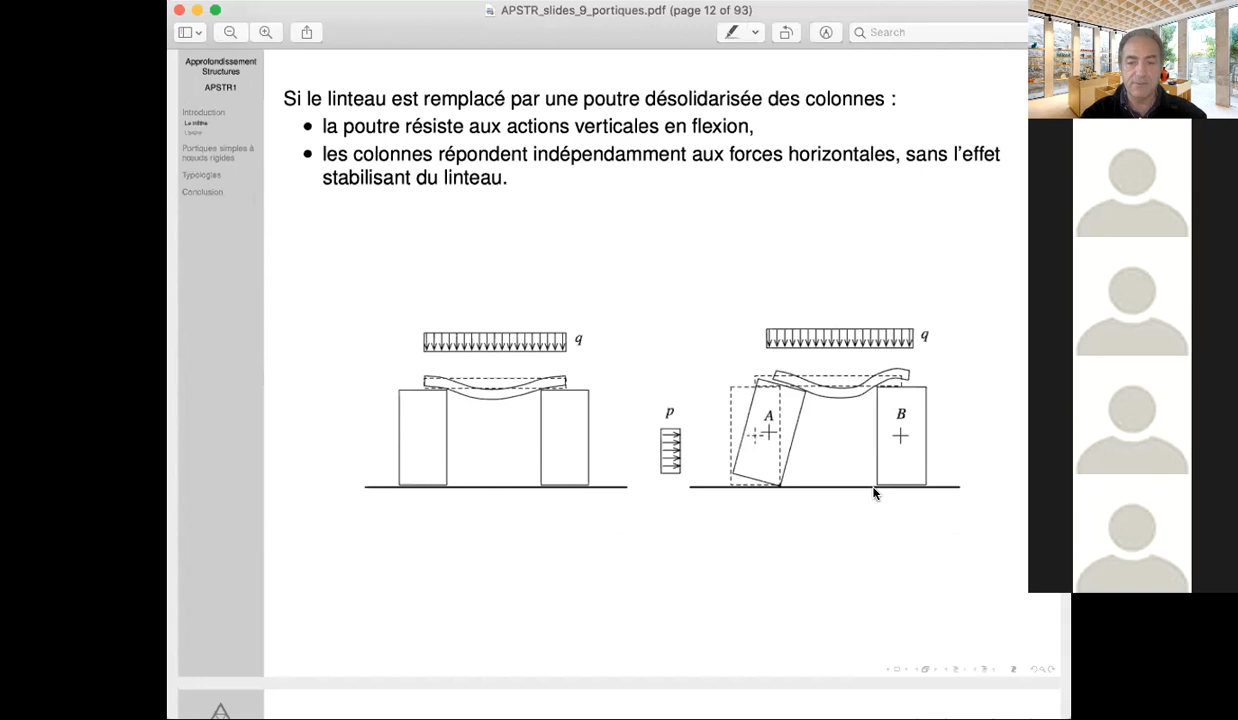 APSTR_slides_9_portiques.pdf (page 12 of 93)
Search
Approfondissement
Structures
APSTR1
Introduction
Portiques simples à
nœuds rigides
Typologies
Conclusion
Si le linteau est remplacé par une poutre désolidarisée des colonnes :
• la poutre résiste aux actions verticales en flexion,
• les colonnes répondent indépendamment aux forces horizontales, sans l'effet
stabilisant du linteau.
q
q
p
A
B